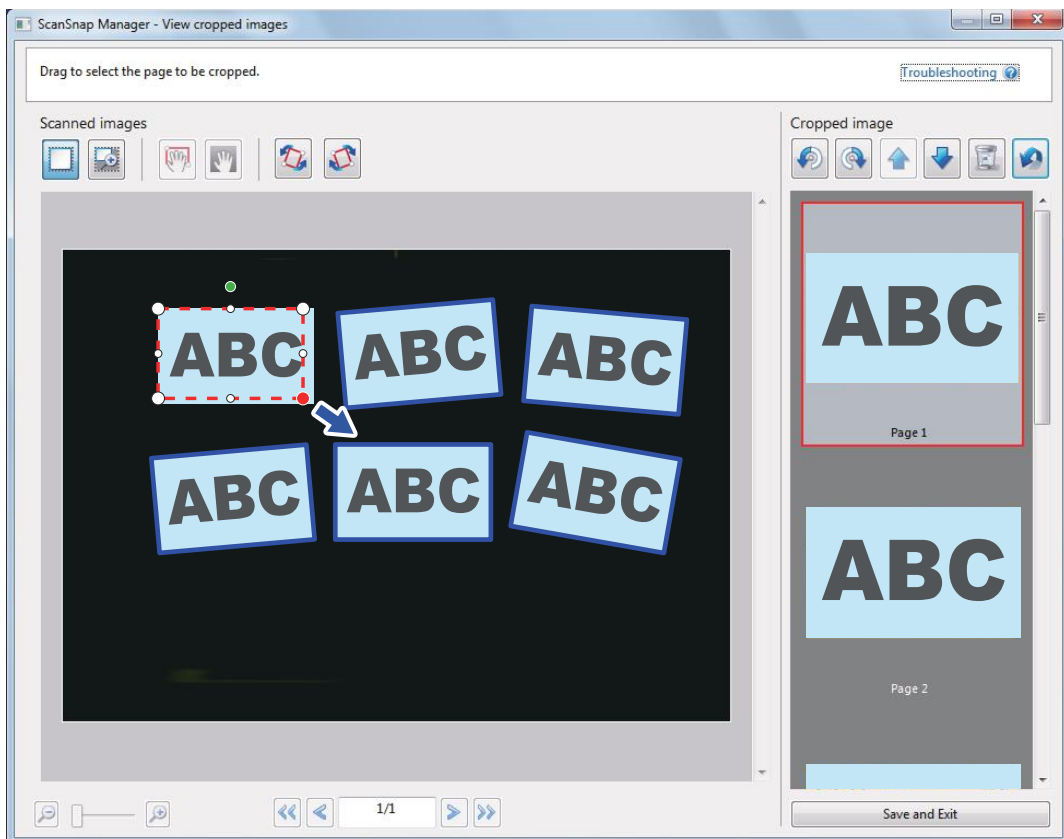 ScanSnap Manager - View cropped images
Drag to select the page to be cropped.
Troubleshooting
Scanned images
Cropped image
ABC
ABC
ABC
ABC
ABC
ABC
1/1
ABC
Page 1
ABC
Page 2
Save and Exit